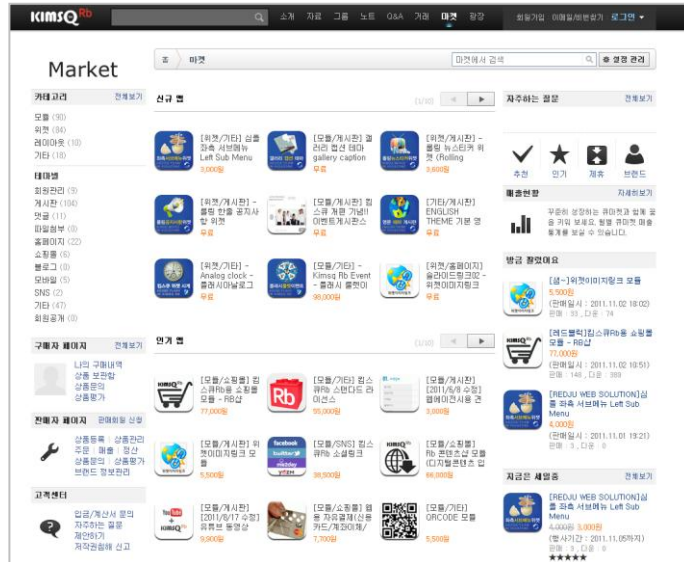 KIMSQ Rb
소개 자료 그룹 노트 Q&A 거래 마켓 광장
회원가입 이메일/비번찾기 로그인
Market
홈 마켓
마켓에서 검색
설정 관리
카테고리 전체보기
모듈 (90)
위젯 (84)
레이아웃 (10)
기타 (18)
테마별
회원관리 (9)
게시판 (104)
댓글 (11)
파일첨부 (0)
홈페이지 (22)
쇼핑몰 (6)
블로그 (0)
모바일 (5)
SNS (2)
기타 (47)
회원공개 (0)
구매자 페이지 전체보기
나의 구매내역
상품 보관함
상품문의
상품평가
판매자 페이지 판매회원 신청
상품등록 상품관리
주문 매출 정산
상품문의 상품평가
브랜드 정보관리
고객센터
입금/계산서 문의
자주하는 질문
제안하기
저작권침해 신고
신규 앱
[위젯/기타] 심플
좌측 서브메뉴
Left Sub Menu
3,000원
[모듈/게시판] 갤
러리 캡션 테마
gallery caption
무료
[위젯/게시판] -
롤링 뉴스티커 위
젯 (Rolling
3,600원
[위젯/게시판] -
롤링 한줄 공지사
항 위젯
무료
[모듈/게시판] 킴
스큐 개편 기념!!
이벤트게시판스
무료
[기타/게시판]
ENGLISH
THEME 기본 영
무료
[위젯/기타] -
Analog clock -
플래시아날로그
무료
[모듈/기타] -
Kimsq Rb Event
- 플래시 룰렛이
99,000원
[위젯/홈페이지]
슬라이드링크02 -
위젯이미지링크
무료
인기 앱
[모듈/쇼핑몰] 킴
스큐Rb용 쇼핑몰
모듈 - RB샵
77,000원
[모듈/기타] 킴스
큐Rb 스탠다드 라
이선스
55,000원
[모듈/게시판]
[2011/8/8 수정]
웹에이전시용 견
3,000원
[모듈/게시판] 위
젯이미지링크 모
듈
5,500원
[모듈/SNS] 킴스
큐Rb 소셜링크
38,500원
[모듈/쇼핑몰]
Rb 콘텐츠샵 모듈
(디지털콘텐츠 입
66,000원
[모듈/게시판]
[2011/8/17 수정]
유튜브 동영상
9,900원
[모듈/쇼핑몰] 웹
용 자유결제(신용
카드/계좌이체/
7,700원
[모듈/기타]
QRCODE 모듈
5,500원
자주하는 질문 전체보기
추천 인기 제휴 브랜드
매출현황 자세히보기
꾸준히 성장하는 큐마켓과 함께 꿈
을 키워 보세요. 월별 큐마켓 매출
통계를 보실 수 있습니다.
방금 팔렸어요
[샘-]위젯이미지링크 모듈
5,500원
(판매일시 : 2011.11.02 18:02)
[레드블럭]킴스큐Rb용 쇼핑몰
모듈 - RB샵
77,000원
(판매일시 : 2011.11.02 16:51)
[REDJU WEB SOLUTION]심
플 좌측 서브메뉴 Left Sub
Menu
4,000원
(판매일시 : 2011.11.01 19:21)
지금은 세일중 전체보기
[REDJU WEB SOLUTION]심
플 좌측 서브메뉴 Left Sub
Menu
4,000원 3,000원
(행사기간 : 2011.11.05까지)
판매 : 3 , 다운 : 0
★★★★★